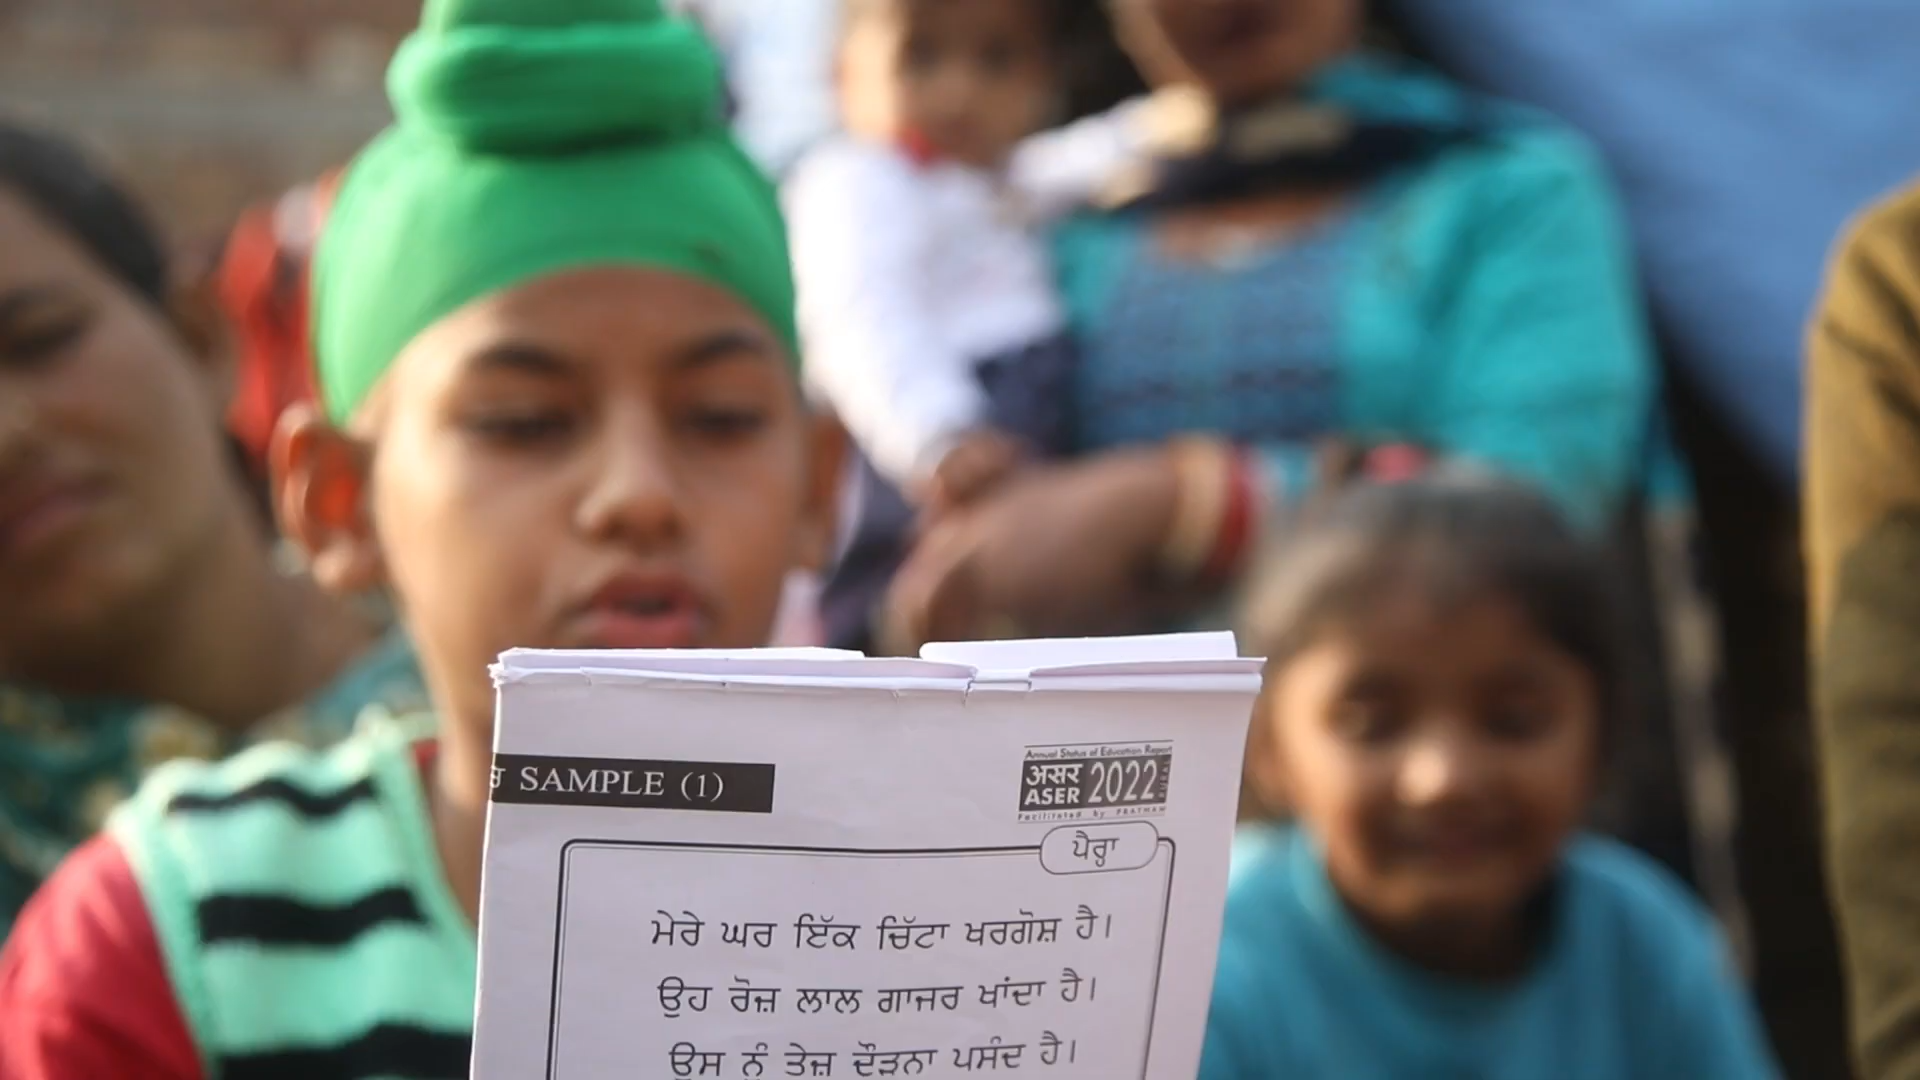 SAMPLE (1)
Annual Status of Education Report
असर
ASER 2022
RURAL
Facilitated by PRATHAM
ਪੈਰ੍ਹਾ
ਮੇਰੇ ਘਰ ਇੱਕ ਚਿੱਟਾ ਖਰਗੋਸ਼ ਹੈ।
ਉਹ ਰੋਜ਼ ਲਾਲ ਗਾਜਰ ਖਾਂਦਾ ਹੈ।
ਉਸ ਨੂੰ ਤੇਜ਼ ਦੌੜਨਾ ਪਸੰਦ ਹੈ।